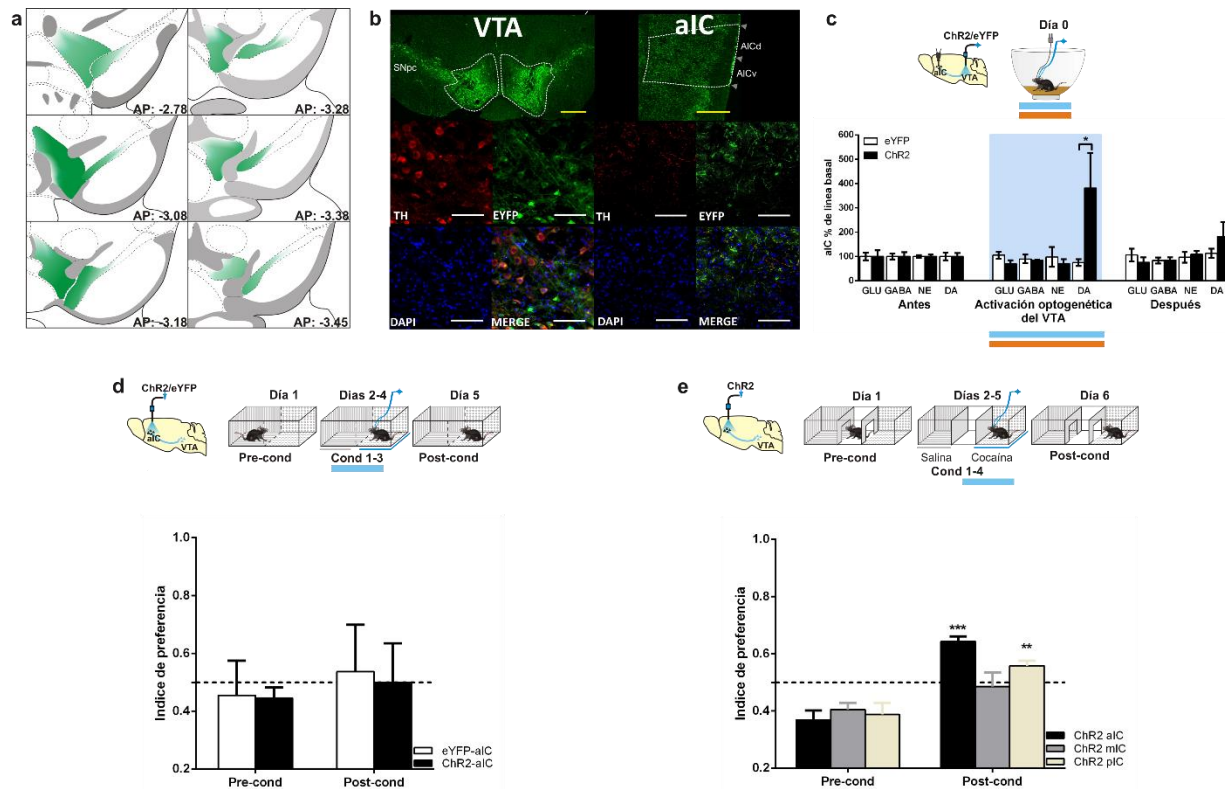 a
AP: -2.78
AP: -3.28
AP: -3.08
AP: -3.38
AP: -3.18
AP: -3.45
b
VTA
aIC
SNpc
AICd
AICv
TH
EYFP
TH
EYFP
DAPI
MERGE
DAPI
MERGE
c
ChR2/eYFP
Día 0
aIC
VTA
aIC % de linea basal
600
500
400
300
200
100
0
eYFP
ChR2
*
GLU GABA NE DA
GLU GABA NE DA
GLU GABA NE DA
Antes
Activación optogenética
del VTA
Después
d
ChR2/eYFP
Día 1
Dias 2-4
Día 5
aIC
VTA
Pre-cond
Cond 1-3
Post-cond
Indice de preferencia
1.0
0.8
0.6
0.4
0.2
eYFP-aIC
ChR2-aIC
Pre-cond
Post-cond
e
ChR2
Día 1
Días 2-5
Día 6
aIC
VTA
Pre-cond
Salina
Cocaína
Post-cond
Cond 1-4
Indice de preferencia
1.0
0.8
0.6
0.4
0.2
***
**
ChR2 aIC
ChR2 mIC
ChR2 pIC
Pre-cond
Post-cond